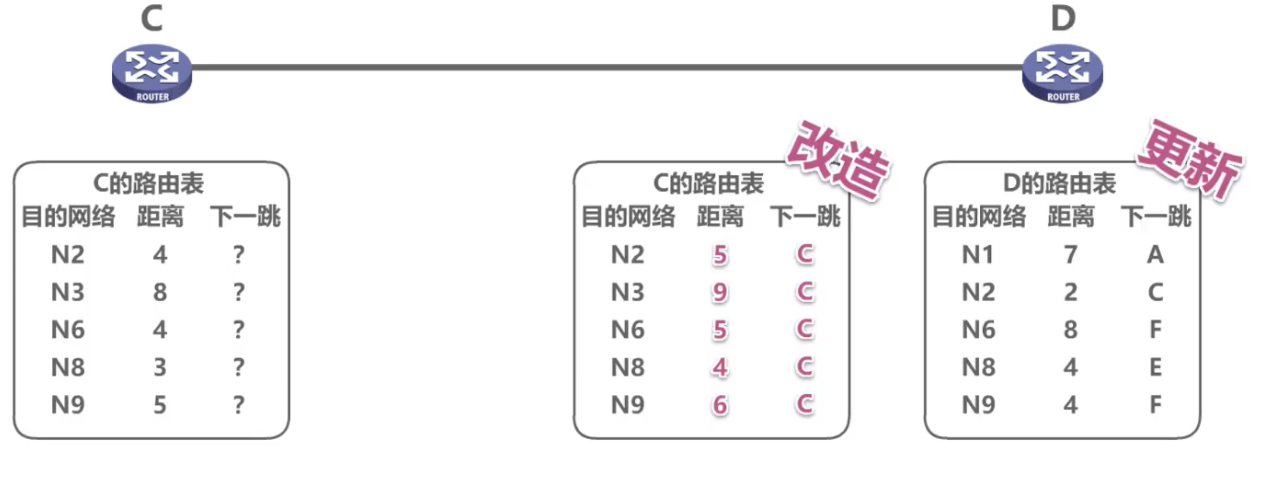 C
D
ROUTER
ROUTER
C的路由表
目的网络 距离 下一跳
N2 4 ?
N3 8 ?
N6 4 ?
N8 3 ?
N9 5 ?
改造
C的路由表
目的网络 距离 下一跳
N2 5 C
N3 9 C
N6 5 C
N8 4 C
N9 6 C
更新
D的路由表
目的网络 距离 下一跳
N1 7 A
N2 2 C
N6 8 F
N8 4 E
N9 4 F